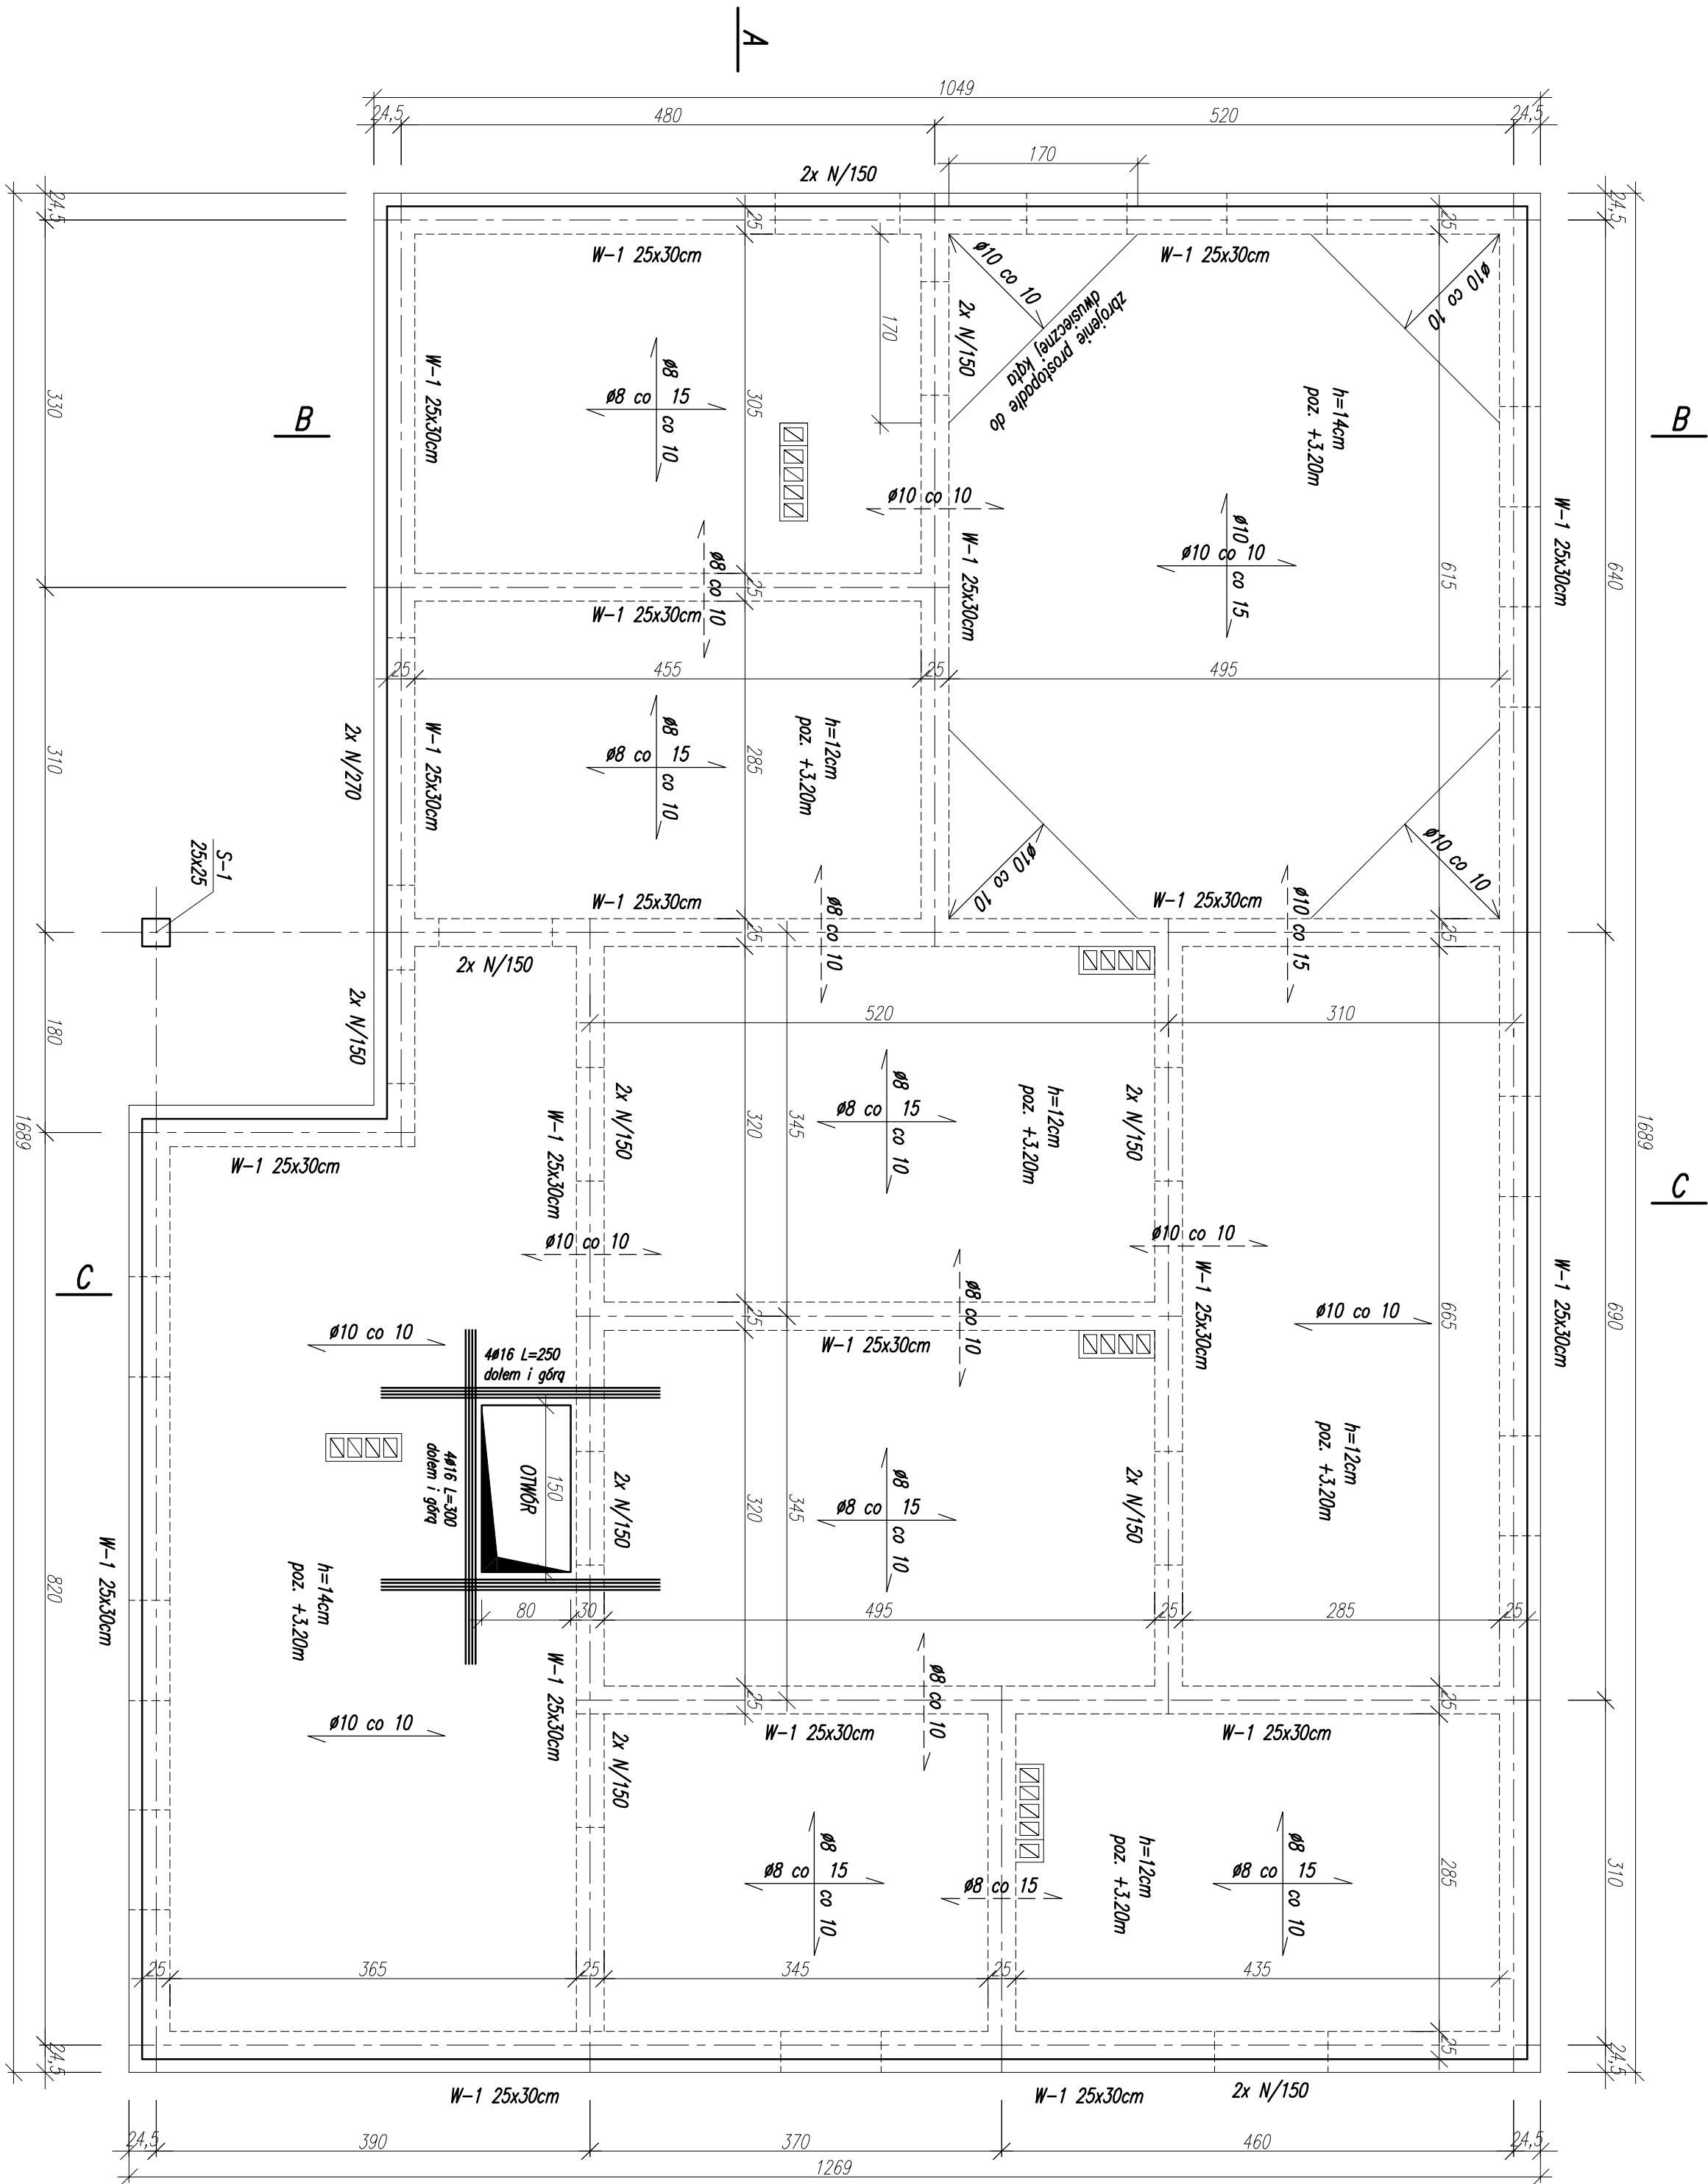 A
1049
24,5
480
520
24,5
170
2x N/150
24,5
24,5
25
25
W-1 25x30cm
W-1 25x30cm
ø10 co 10
ø10 co 10
zbrojenie prostopadle do
dwusiecznej kąta
2x N/150
170
h=14cm
poz. +3.20m
W-1 25x30cm
ø8 co 10
ø8 co 15
305
330
B
B
ø10 co 10
W-1 25x30cm
W-1 25x30cm
ø10 co 15
ø10 co 10
615
640
ø8 co 10
25
W-1 25x30cm
25
455
25
495
ø8 co 10
ø8 co 15
285
h=12cm
poz. +3.20m
W-1 25x30cm
2x N/270
310
S-1
25x25
ø10 co 10
ø10 co 10
W-1 25x30cm
W-1 25x30cm
ø8 co 10
ø10 co 15
25
25
2x N/150
2x N/150
180
520
310
1689
1689
W-1 25x30cm
W-1 25x30cm
2x N/150
320
345
ø8 co 10
ø8 co 15
h=12cm
poz. +3.20m
2x N/150
C
C
ø10 co 10
ø10 co 10
W-1 25x30cm
W-1 25x30cm
ø10 co 10
665
690
ø8 co 10
25
W-1 25x30cm
ø10 co 10
4ø16 L=250
dołem i górą
4ø16 L=300
dołem i górą
OTWÓR
150
2x N/150
320
345
ø8 co 10
ø8 co 15
2x N/150
h=12cm
poz. +3.20m
h=14cm
poz. +3.20m
W-1 25x30cm
820
80
30
495
25
285
25
W-1 25x30cm
ø8 co 10
25
25
W-1 25x30cm
W-1 25x30cm
ø10 co 10
2x N/150
ø8 co 10
ø8 co 15
ø8 co 15
h=12cm
poz. +3.20m
ø8 co 10
ø8 co 15
285
310
25
365
25
345
25
435
25
24,5
24,5
W-1 25x30cm
W-1 25x30cm
2x N/150
24,5
390
370
460
24,5
1269